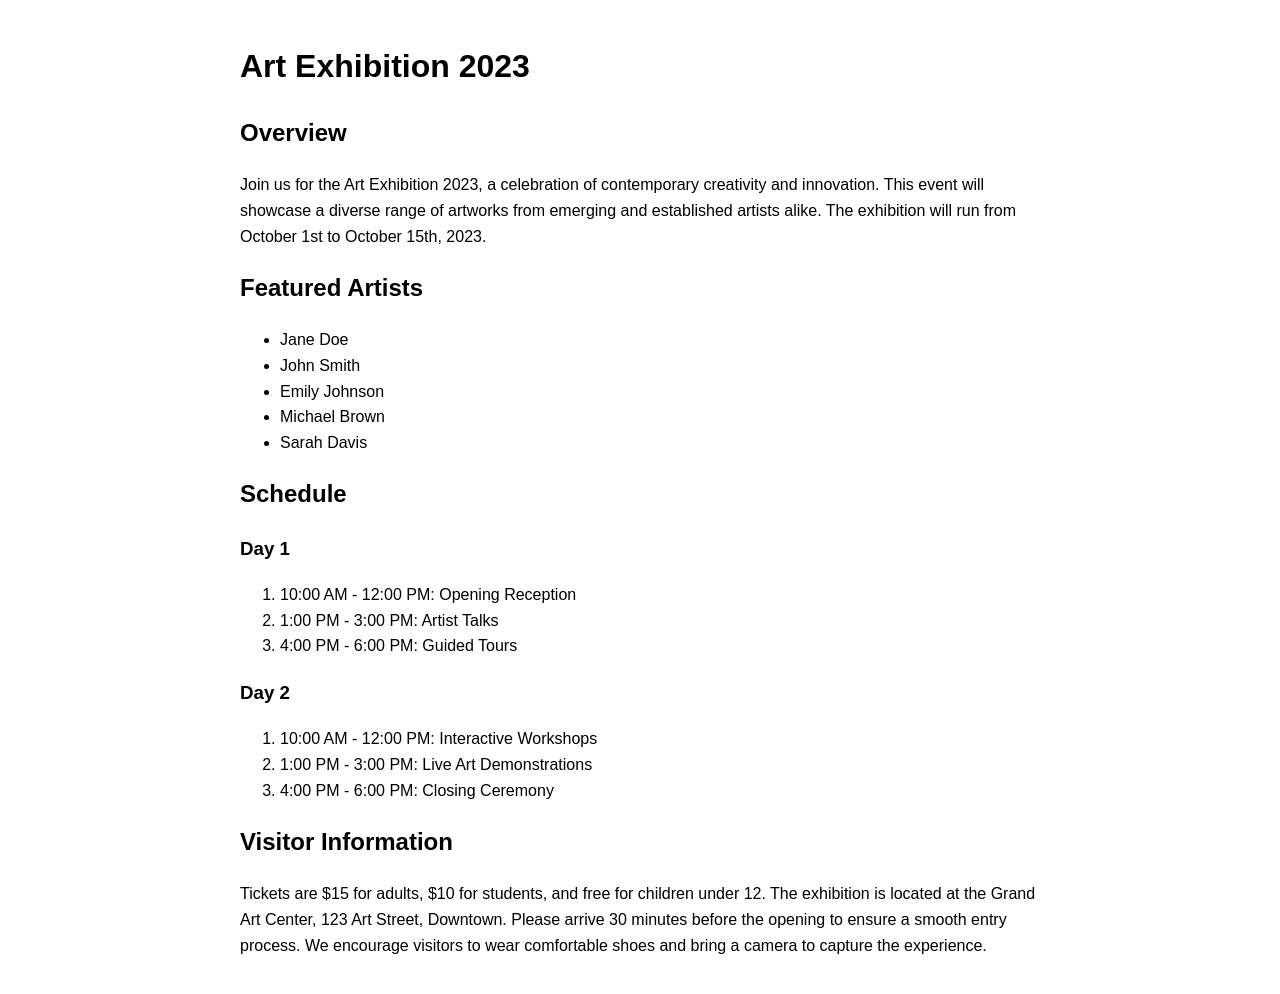 Art Exhibition 2023
Overview
Join us for the Art Exhibition 2023, a celebration of contemporary creativity and innovation. This event will
showcase a diverse range of artworks from emerging and established artists alike. The exhibition will run from
October 1st to October 15th, 2023.
Featured Artists
• Jane Doe
• John Smith
• Emily Johnson
• Michael Brown
• Sarah Davis
Schedule
Day 1
1. 10:00 AM - 12:00 PM: Opening Reception
2. 1:00 PM - 3:00 PM: Artist Talks
3. 4:00 PM - 6:00 PM: Guided Tours
Day 2
1. 10:00 AM - 12:00 PM: Interactive Workshops
2. 1:00 PM - 3:00 PM: Live Art Demonstrations
3. 4:00 PM - 6:00 PM: Closing Ceremony
Visitor Information
Tickets are $15 for adults, $10 for students, and free for children under 12. The exhibition is located at the Grand
Art Center, 123 Art Street, Downtown. Please arrive 30 minutes before the opening to ensure a smooth entry
process. We encourage visitors to wear comfortable shoes and bring a camera to capture the experience.